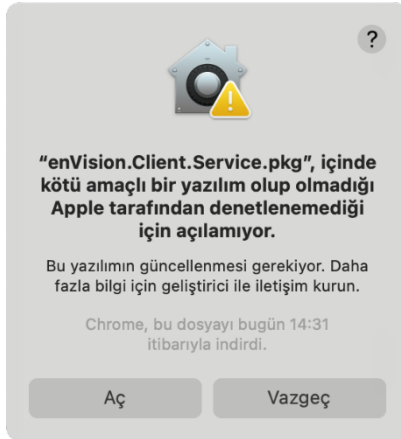 ?
“enVision.Client.Service.pkg”, içinde
kötü amaçlı bir yazılım olup olmadığı
Apple tarafından denetlenemediği
için açılamıyor.
Bu yazılımın güncellenmesi gerekiyor. Daha
fazla bilgi için geliştirici ile iletişim kurun.
Chrome, bu dosyayı bugün 14:31
itibarıyla indirdi.
Aç
Vazgeç